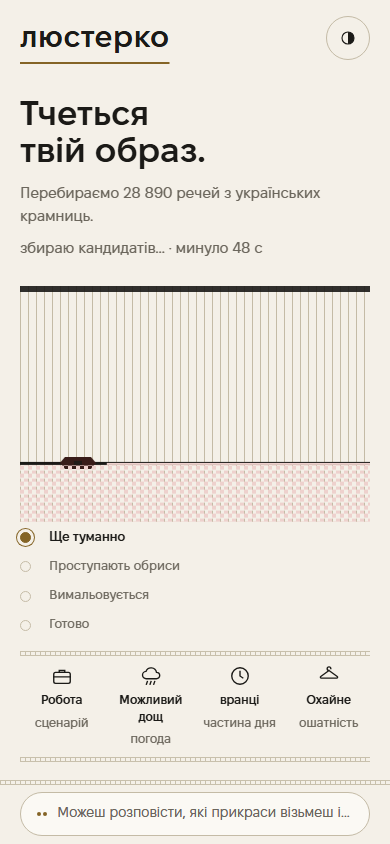 люстерко
Тчеться
твій образ.
Перебираємо 28 890 речей з українських
крамниць.
збираю кандидатів... · минуло 48 с
Ще туманно
Проступають обриси
Вимальовується
Готово
Робота
сценарій
Можливий
дощ
погода
вранці
частина дня
Охайне
ошатність
Можеш розповісти, які прикраси візьмеш і...